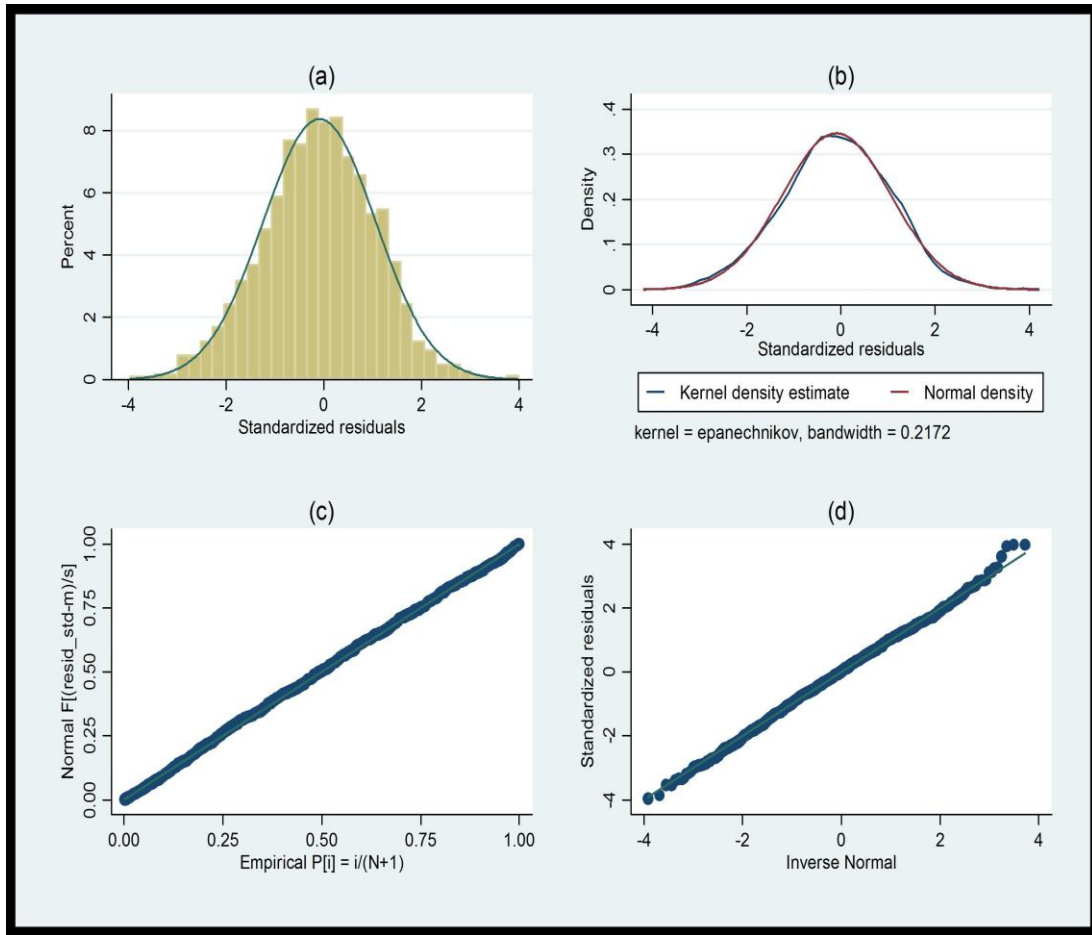 (a)
Percent
8
6
4
2
0
-4 -2 0 2 4
Standardized residuals
(b)
Density
.4
.3
.2
.1
0
-4 -2 0 2 4
Standardized residuals
Kernel density estimate Normal density
kernel = epanechnikov, bandwidth = 0.2172
(c)
Normal F[(resid_std-m)/s]
1.00
0.75
0.50
0.25
0.00
0.00 0.25 0.50 0.75 1.00
Empirical P[i] = i/(N+1)
(d)
Standardized residuals
4
2
0
-2
-4
-4 -2 0 2 4
Inverse Normal